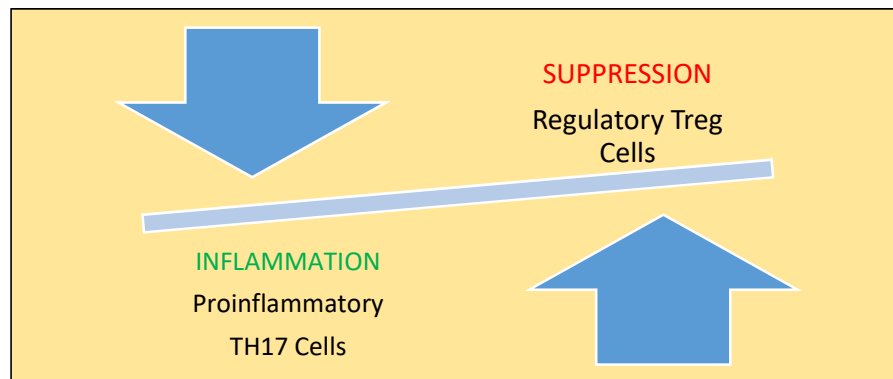 SUPPRESSION
Regulatory Treg
Cells
INFLAMMATION
Proinflammatory
TH17 Cells